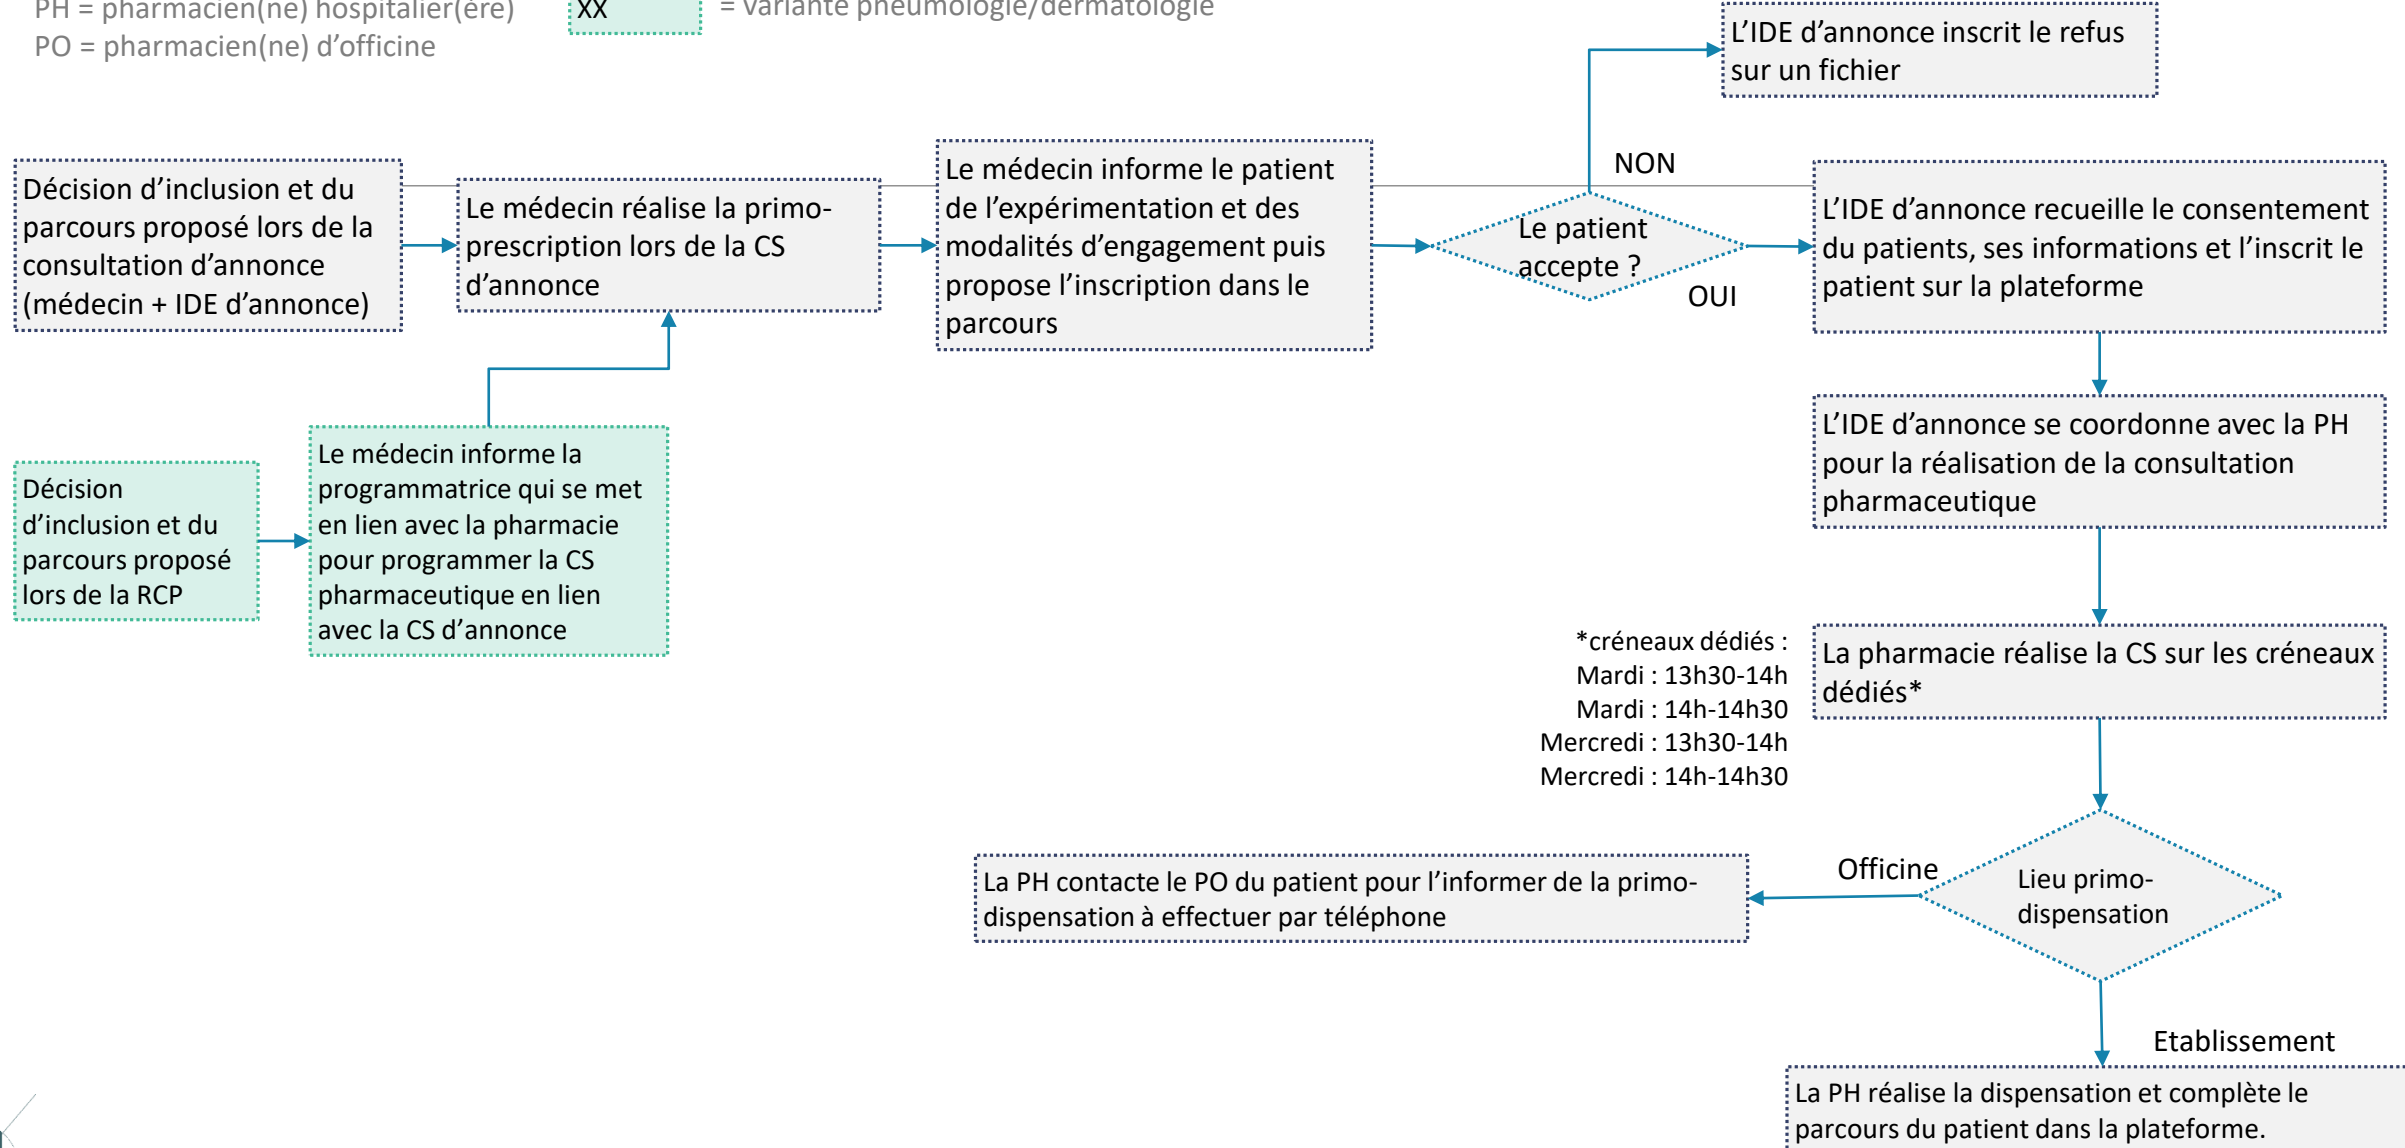 PH = pharmacien(ne) hospitalier(ère)
PO = pharmacien(ne) d'officine
XX
= variante pneumologie/dermatologie
L'IDE d'annonce inscrit le refus
sur un fichier
Décision d'inclusion et du
parcours proposé lors de la
consultation d'annonce
(médecin + IDE d'annonce)
Le médecin réalise la primo-
prescription lors de la CS
d'annonce
Le médecin informe le patient
de l'expérimentation et des
modalités d'engagement puis
propose l'inscription dans le
parcours
Le patient
accepte ?
NON
OUI
L'IDE d'annonce recueille le consentement
du patients, ses informations et l'inscrit le
patient sur la plateforme
Décision
d'inclusion et du
parcours proposé
lors de la RCP
Le médecin informe la
programmatrice qui se met
en lien avec la pharmacie
pour programmer la CS
pharmaceutique en lien
avec la CS d'annonce
L'IDE d'annonce se coordonne avec la PH
pour la réalisation de la consultation
pharmaceutique
*créneaux dédiés :
Mardi : 13h30-14h
Mardi : 14h-14h30
Mercredi : 13h30-14h
Mercredi : 14h-14h30
La pharmacie réalise la CS sur les créneaux
dédiés*
Lieu primo-
dispensation
Officine
La PH contacte le PO du patient pour l'informer de la primo-
dispensation à effectuer par téléphone
Etablissement
La PH réalise la dispensation et complète le
parcours du patient dans la plateforme.